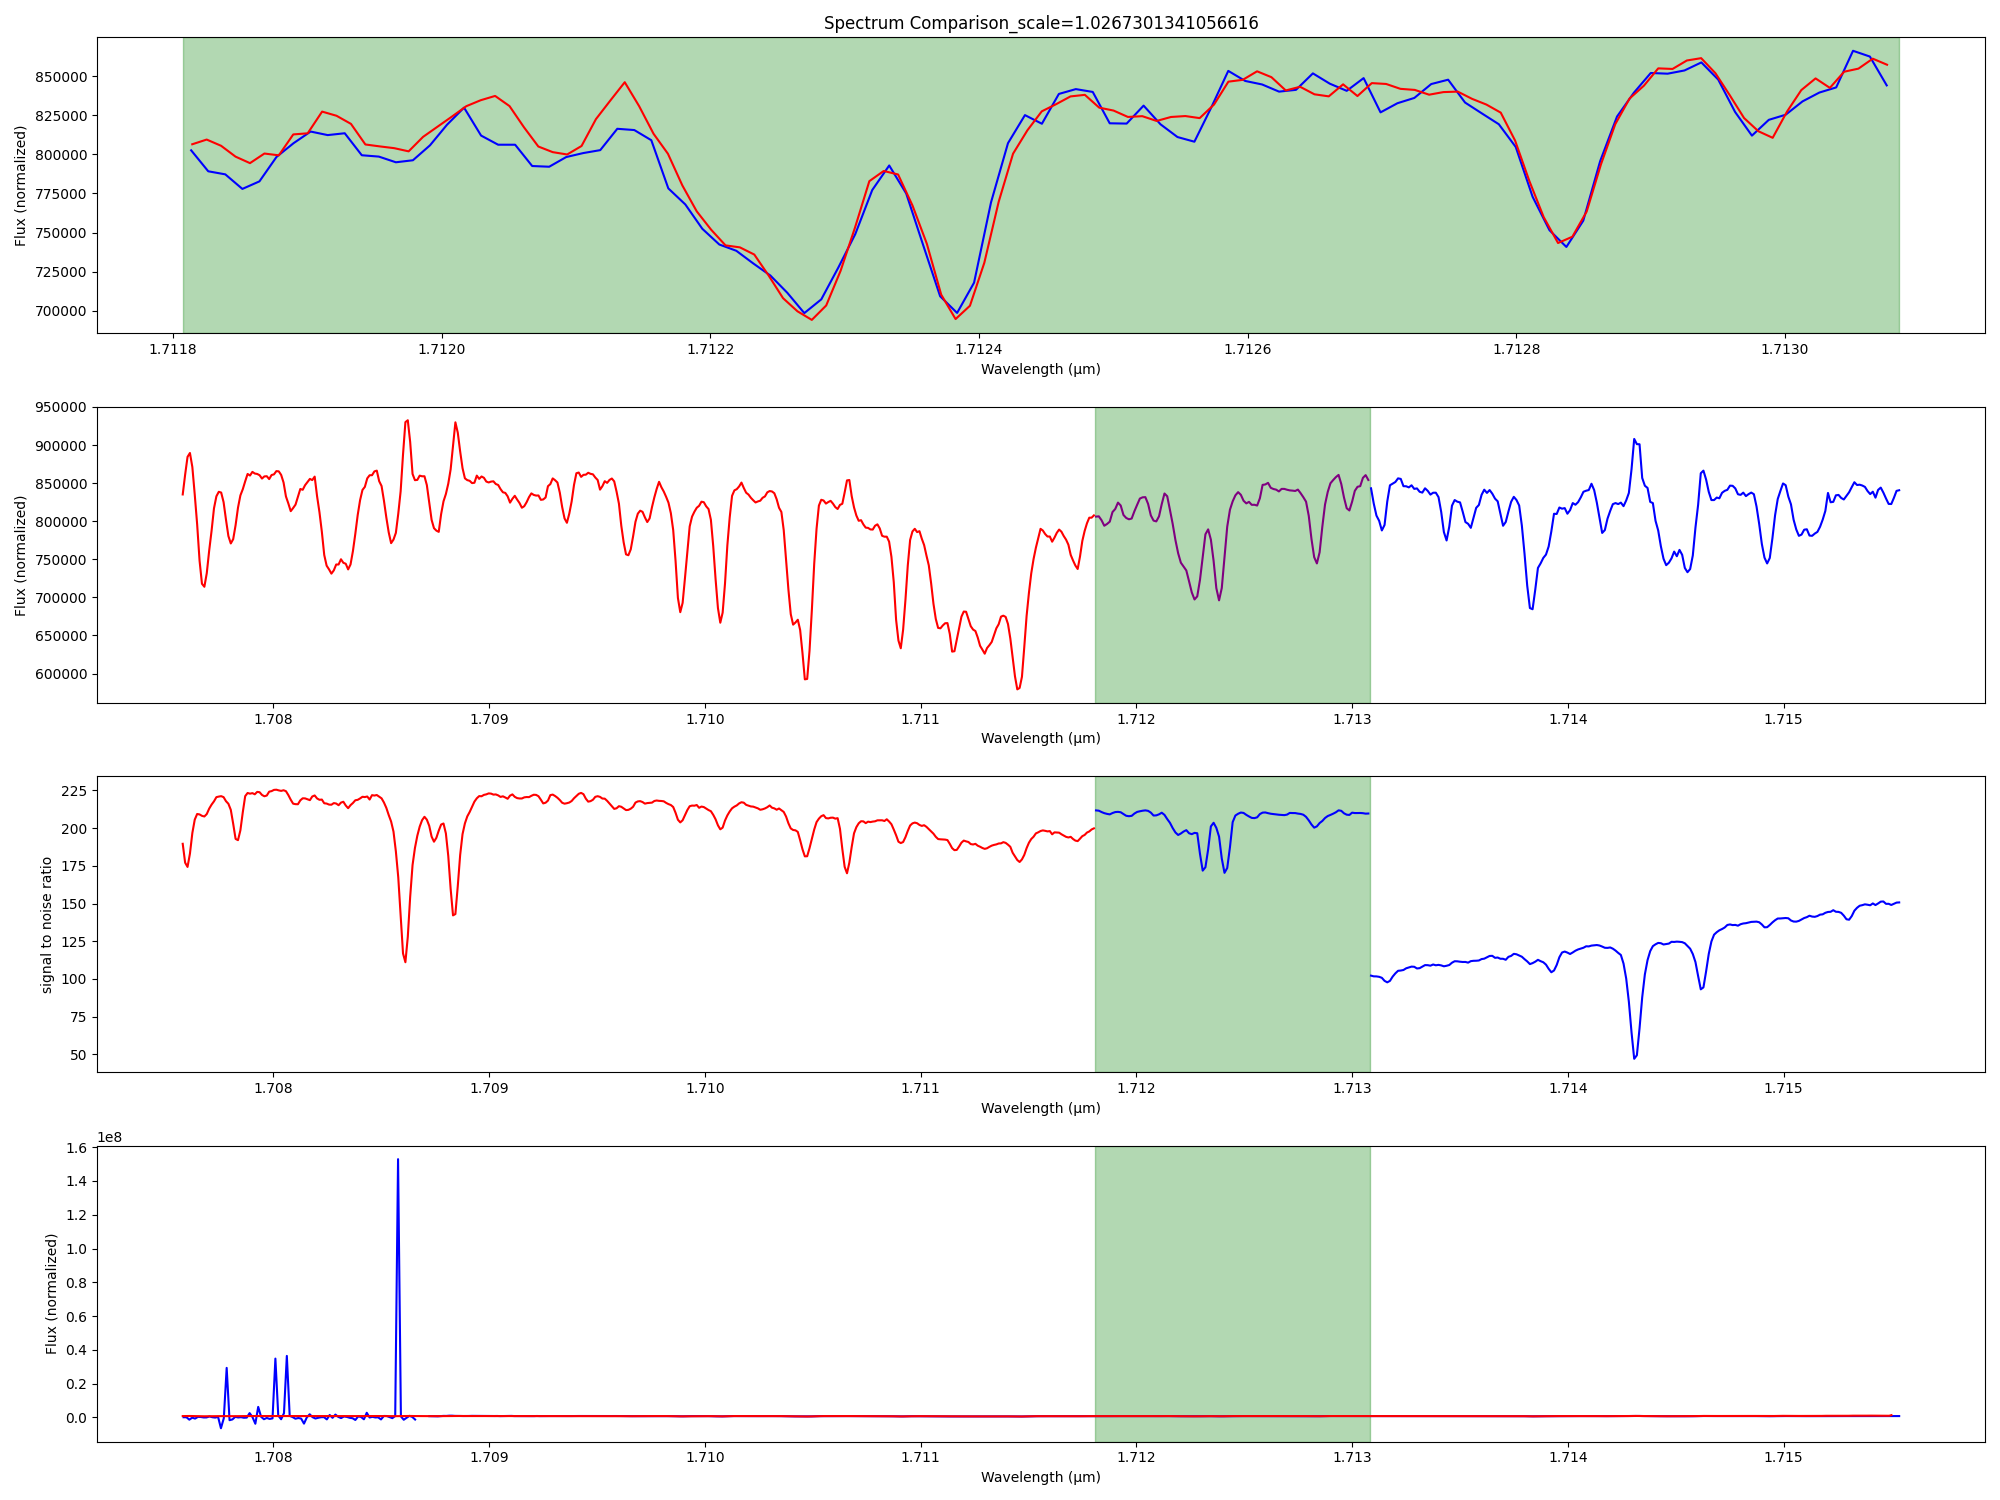 Spectrum Comparison_scale=1.0267301341056616
850000
825000
800000
775000
750000
725000
700000
Flux (normalized)
1.7118 1.7120 1.7122 1.7124 1.7126 1.7128 1.7130
Wavelength (μm)
950000
900000
850000
800000
750000
700000
650000
600000
Flux (normalized)
1.708 1.709 1.710 1.711 1.712 1.713 1.714 1.715
Wavelength (μm)
225
200
175
150
125
100
75
50
signal to noise ratio
1.708 1.709 1.710 1.711 1.712 1.713 1.714 1.715
Wavelength (μm)
1e8
1.6
1.4
1.2
1.0
0.8
0.6
0.4
0.2
0.0
Flux (normalized)
1.708 1.709 1.710 1.711 1.712 1.713 1.714 1.715
Wavelength (μm)